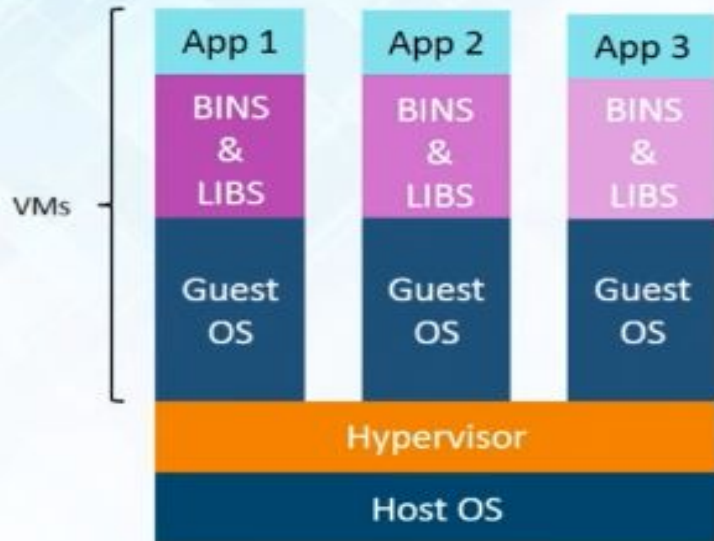 App 1
App 2
App 3
BINS
&
LIBS
BINS
&
LIBS
BINS
&
LIBS
VMs
Guest
OS
Guest
OS
Guest
OS
Hypervisor
Host OS